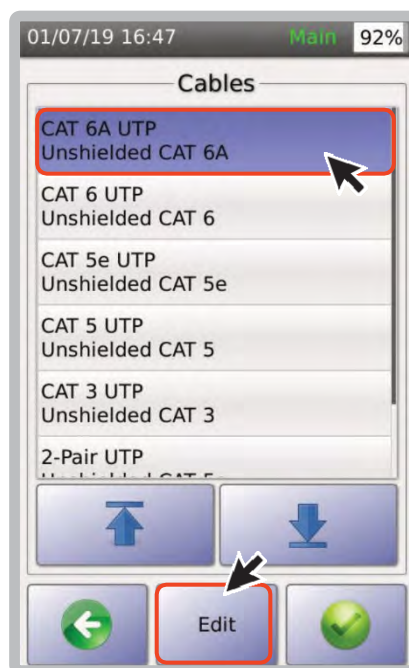 01/07/19 16:47 Main 92%
Cables
CAT 6A UTP
Unshielded CAT 6A
CAT 6 UTP
Unshielded CAT 6
CAT 5e UTP
Unshielded CAT 5e
CAT 5 UTP
Unshielded CAT 5
CAT 3 UTP
Unshielded CAT 3
2-Pair UTP
Edit